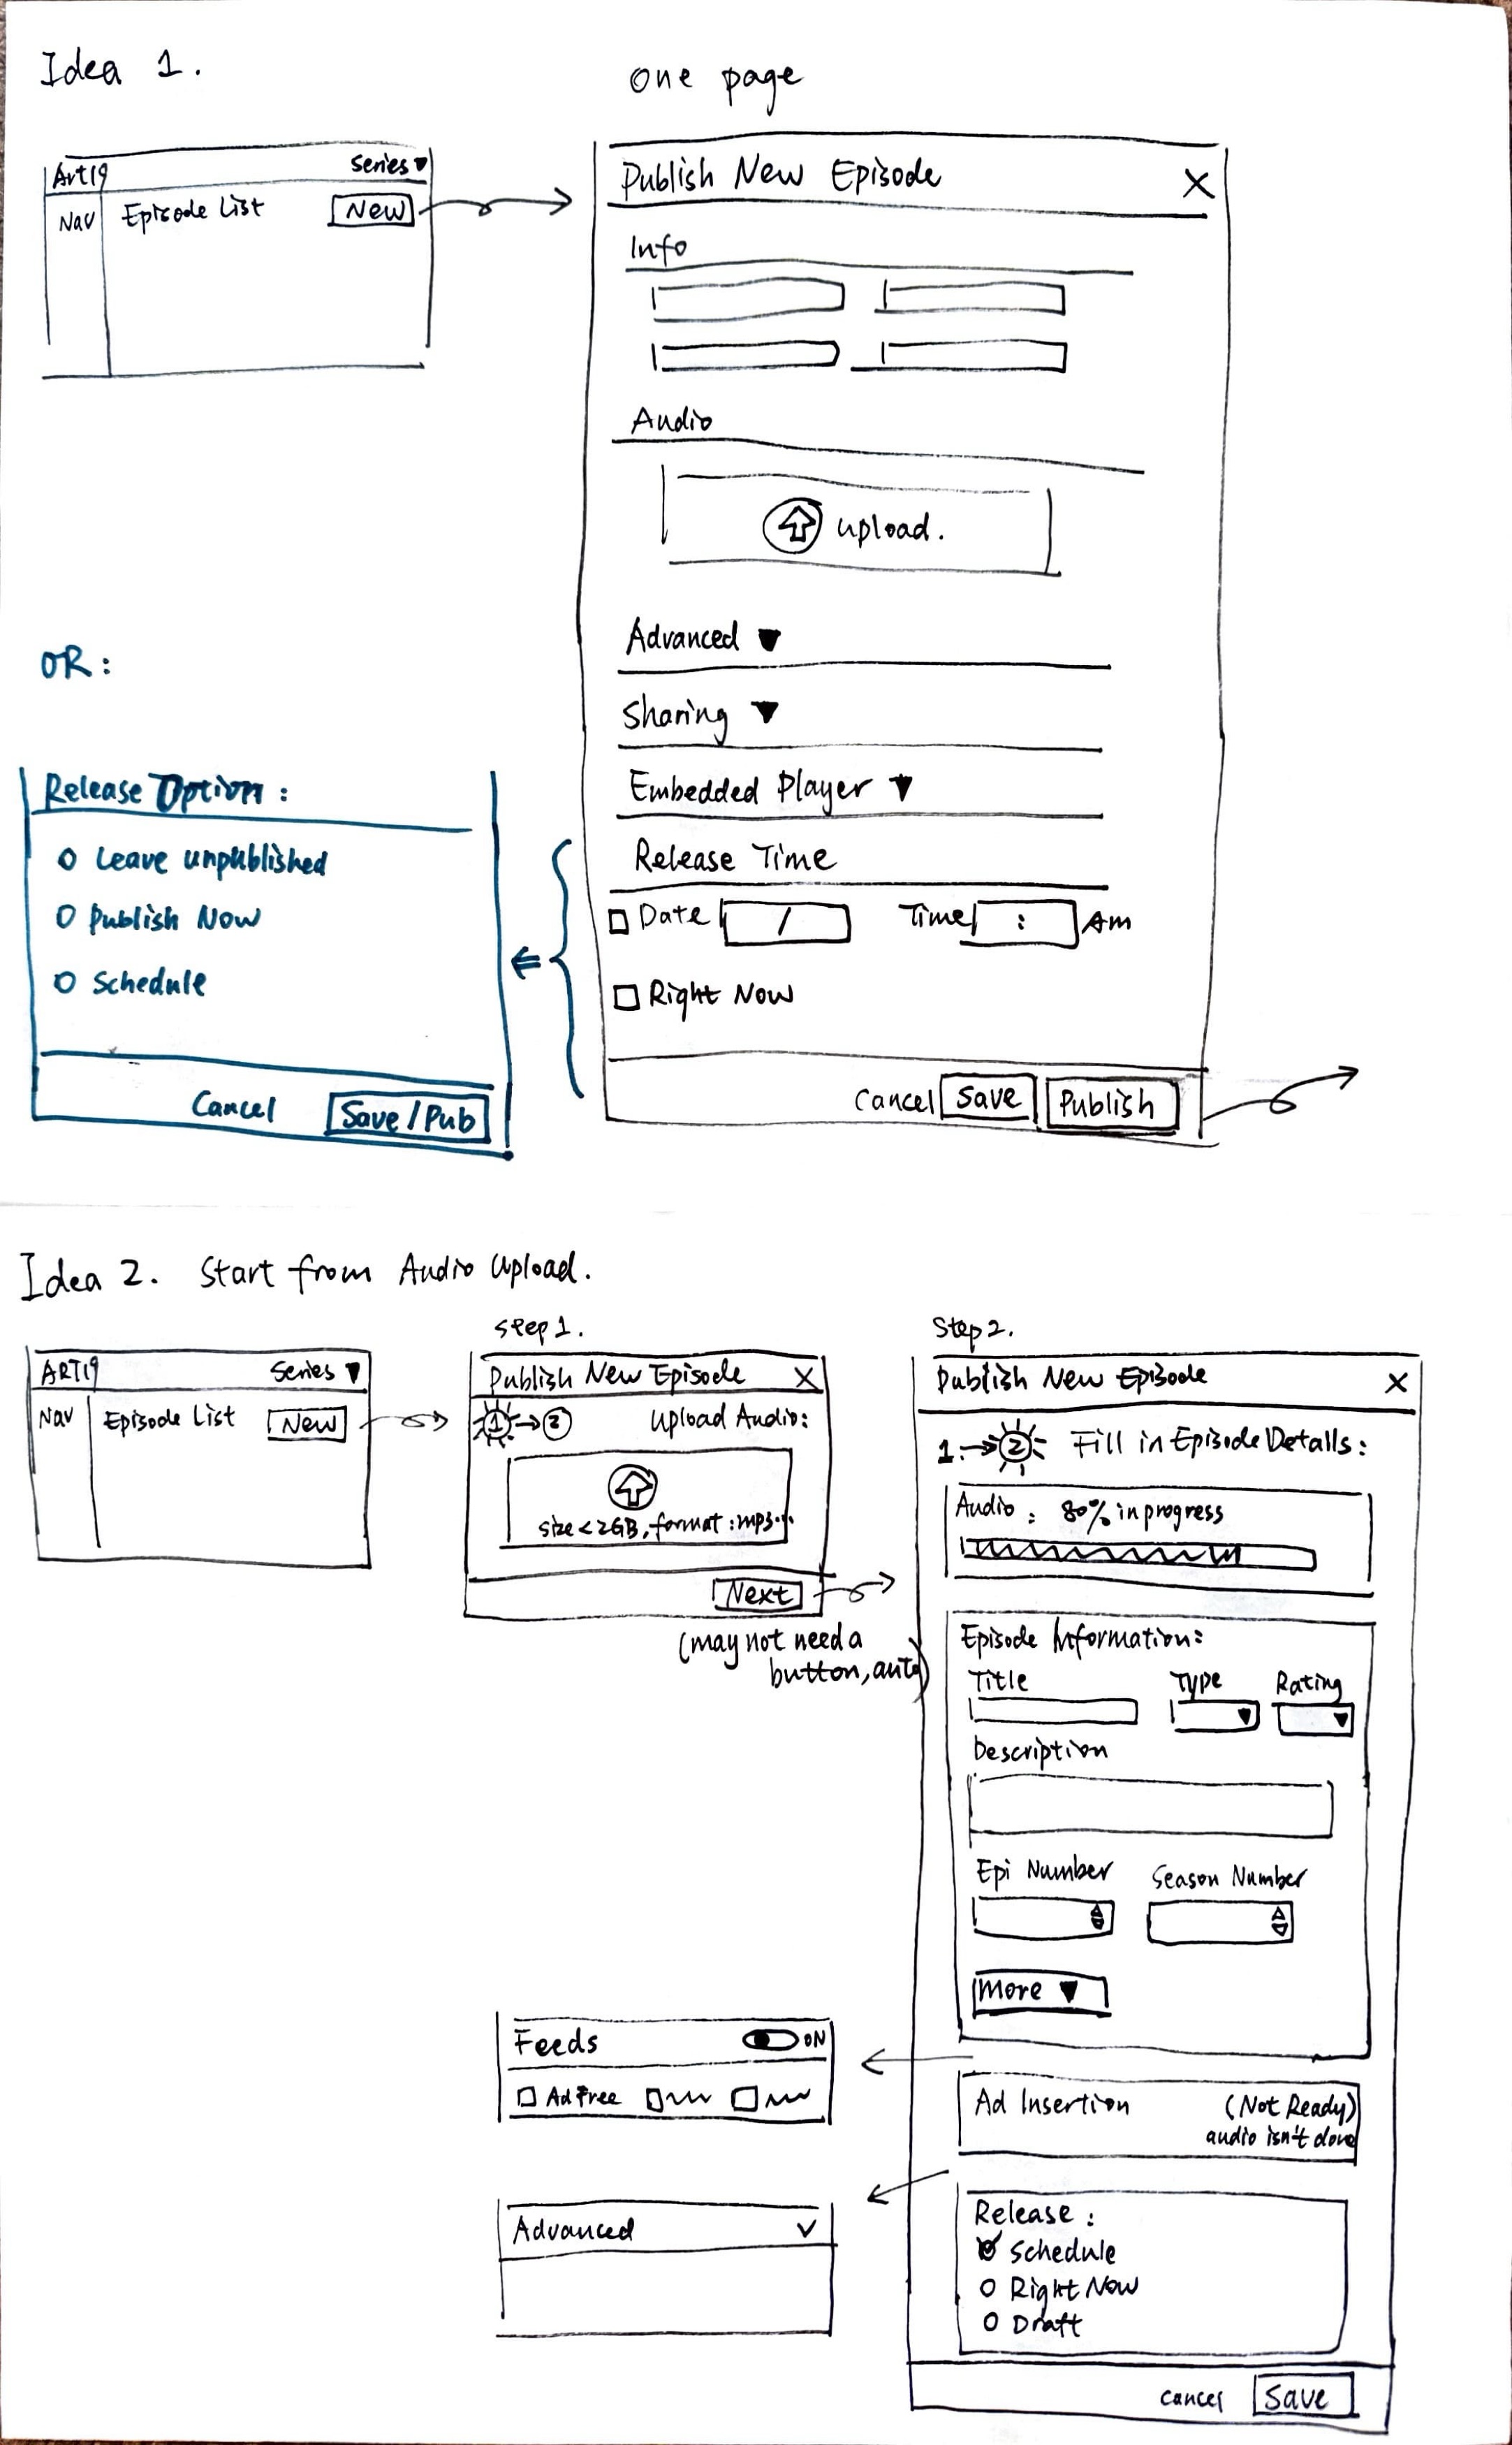 Idea 1.
one page
Art19 Series
Nav Episode List New
Publish New Episode X
Info
Audio
upload.
Advanced
Sharing
Embedded Player
Release Time
Date / Time : Am
Right Now
Cancel Save Publish
OR:
Release Option:
Leave unpublished
Publish Now
Schedule
Cancel Save/Pub
Idea 2. Start from Audio Upload.
ART19 Series
Nav Episode List New
Step 1.
Publish New Episode X
1 → 2 Upload Audio:
size < 2GB, format: mp3...
Next
(may not need a
button, auto)
Step 2.
Publish New Episode X
1. → 2 Fill in Episode Details:
Audio: 80% in progress
Episode Information:
Title Type Rating
Description
Epi Number Season Number
More
Feeds ON
Ad Free
Ad Insertion (Not Ready)
audio isn't done
Advanced
Release:
Schedule
Right Now
Draft
cancel Save